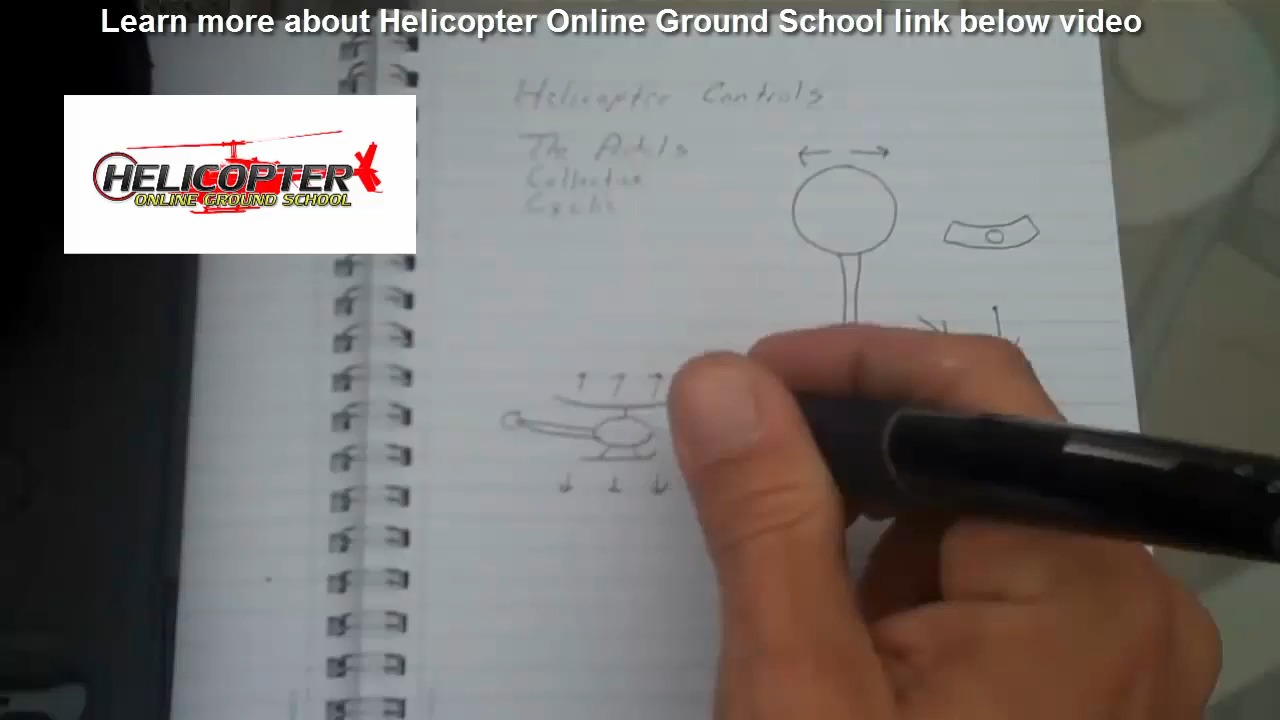 Learn more about Helicopter Online Ground School link below video
HELICOPTER
ONLINE GROUND SCHOOL
Helicopter Controls
The
Collective
Cyclic